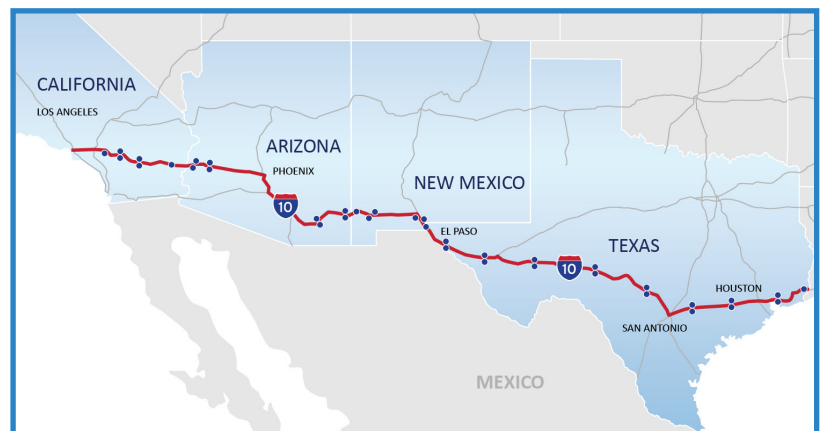 CALIFORNIA
LOS ANGELES
ARIZONA
PHOENIX
NEW MEXICO
10
EL PASO
TEXAS
10
HOUSTON
SAN ANTONIO
MEXICO